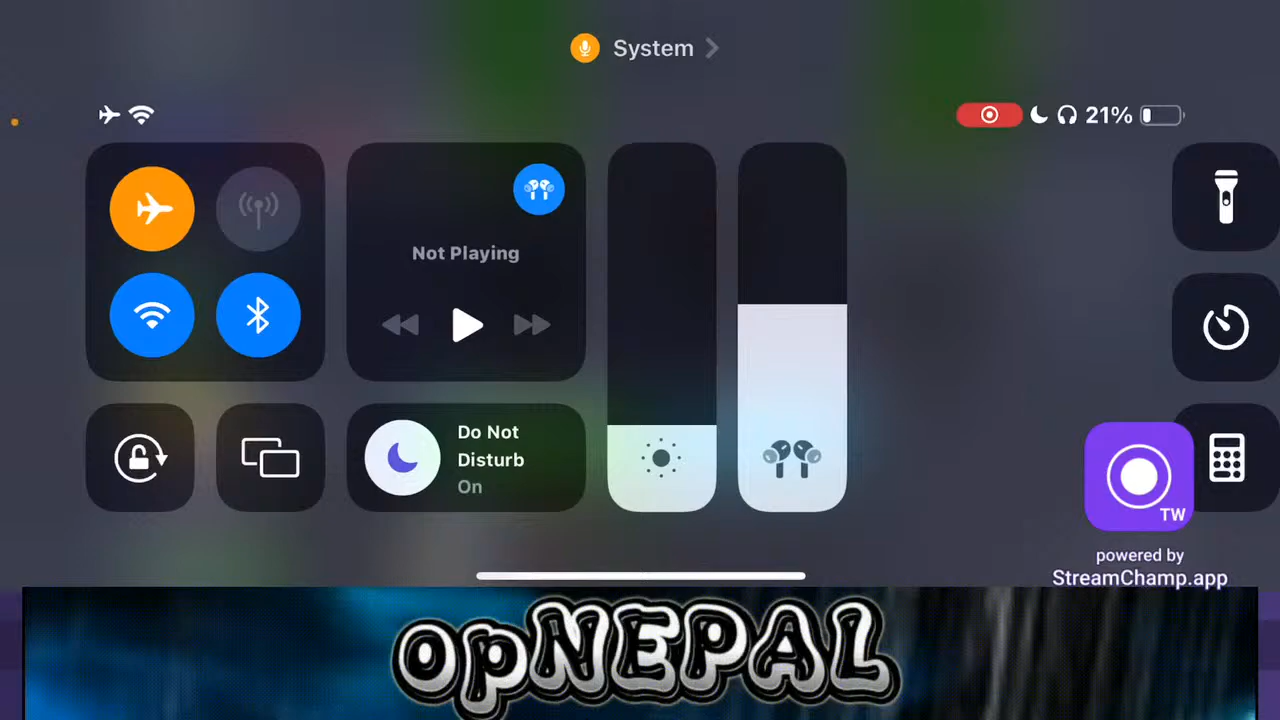 System
21%
Not Playing
Do Not
Disturb
On
TW
powered by
StreamChamp.app
opNEPAL